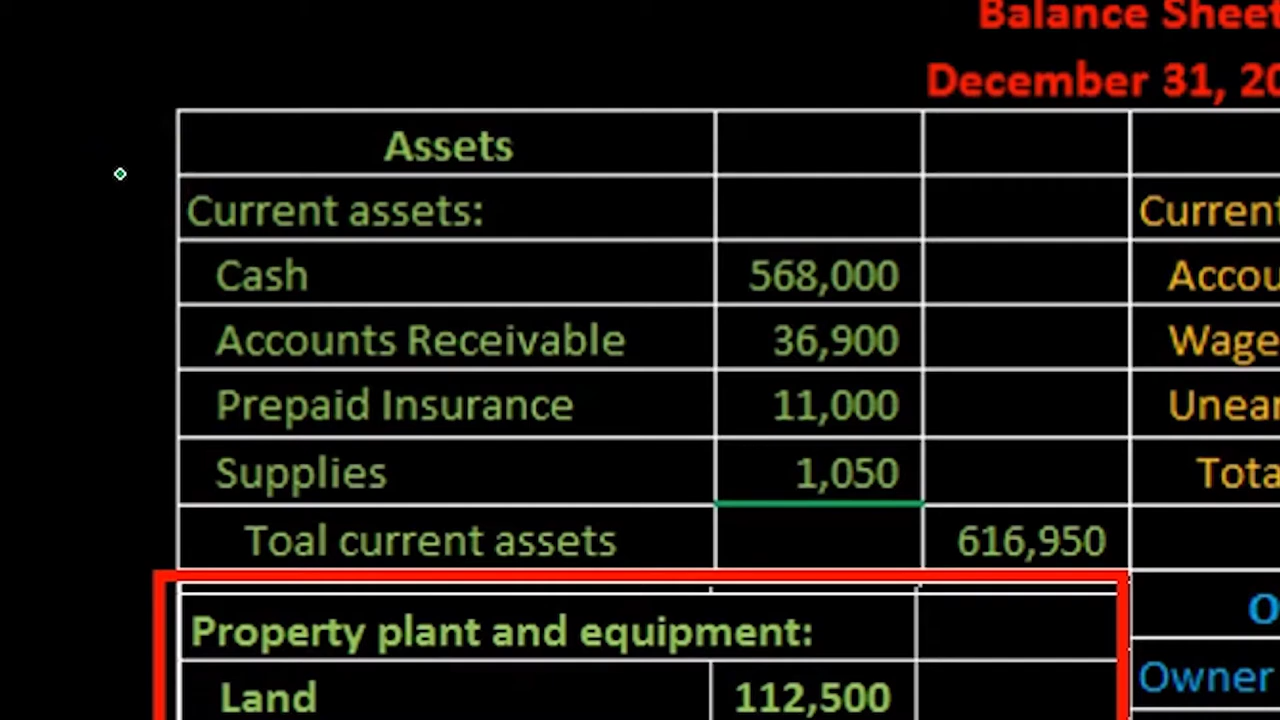 Balance Sheet
December 31, 20
Assets
Current assets:
Cash 568,000
Accounts Receivable 36,900
Prepaid Insurance 11,000
Supplies 1,050
Toal current assets 616,950
Property plant and equipment:
Land 112,500
Current
Accou
Wage
Unear
Tota
O
Owner